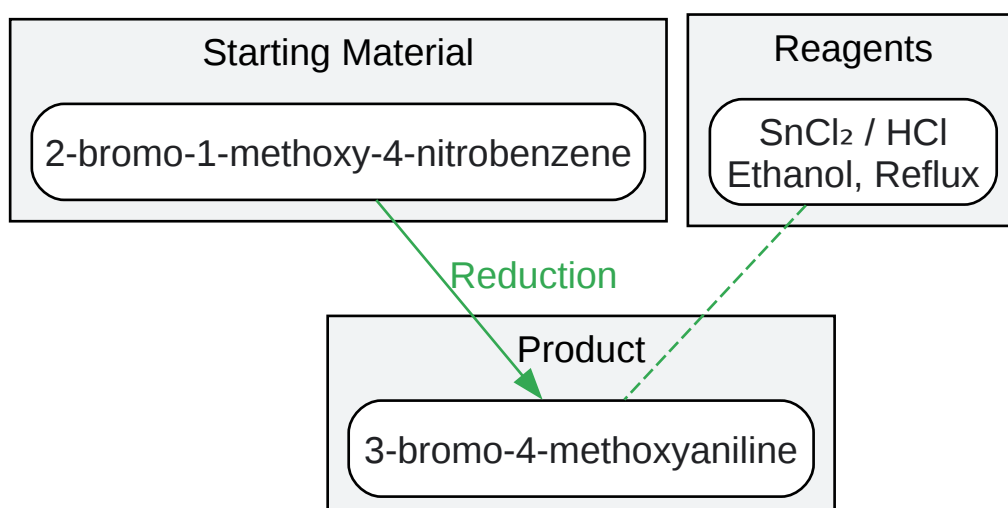 Starting Material
2-bromo-1-methoxy-4-nitrobenzene
Reagents
SnCl₂ / HCl
Ethanol, Reflux
Reduction
Product
3-bromo-4-methoxyaniline